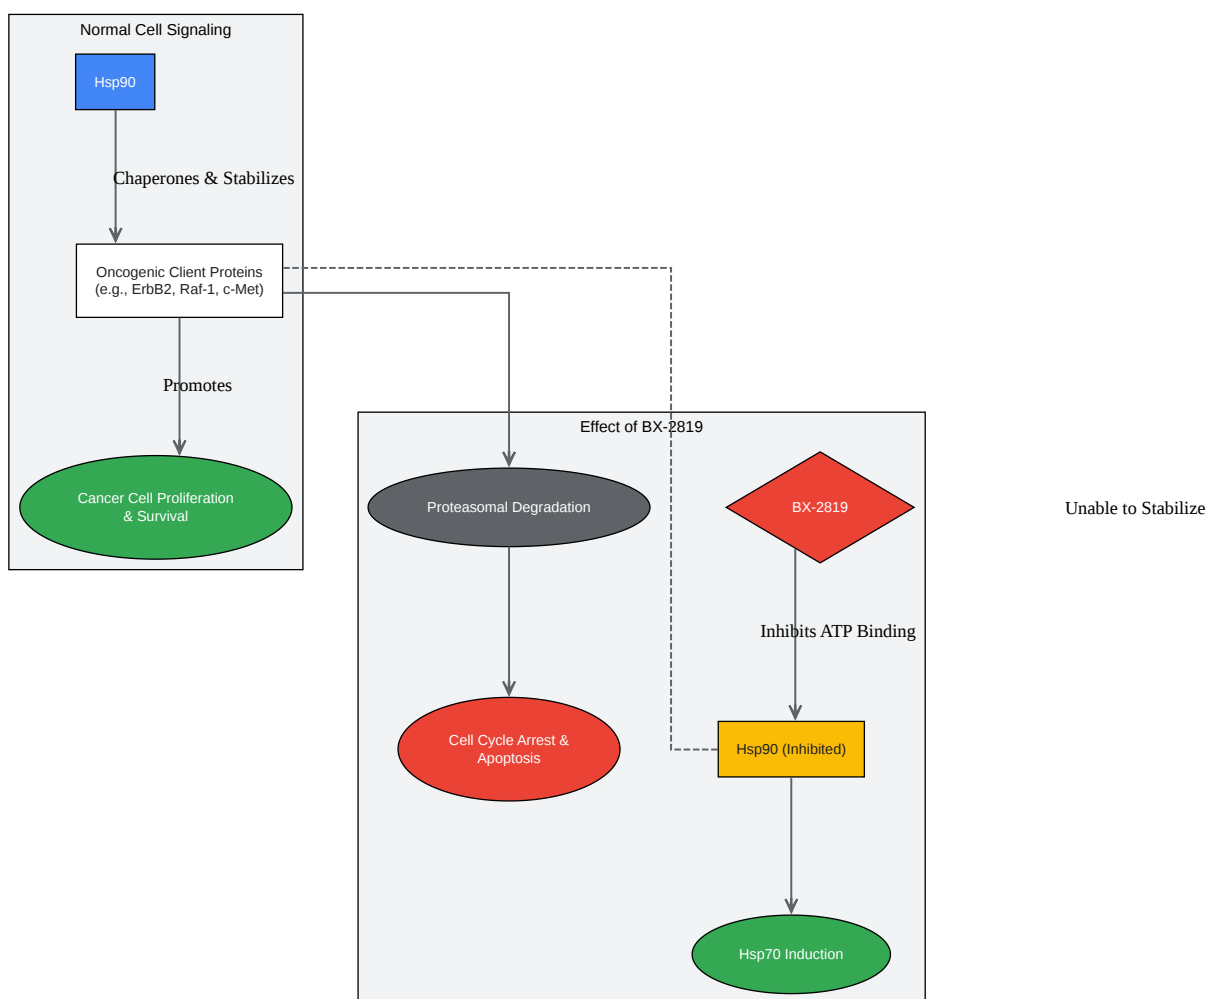 Normal Cell Signaling
Hsp90
Chaperones & Stabilizes
Oncogenic Client Proteins
(e.g., ErbB2, Raf-1, c-Met)
Promotes
Cancer Cell Proliferation
& Survival
Effect of BX-2819
Proteasomal Degradation
BX-2819
Unable to Stabilize
Inhibits ATP Binding
Cell Cycle Arrest &
Apoptosis
Hsp90 (Inhibited)
Hsp70 Induction